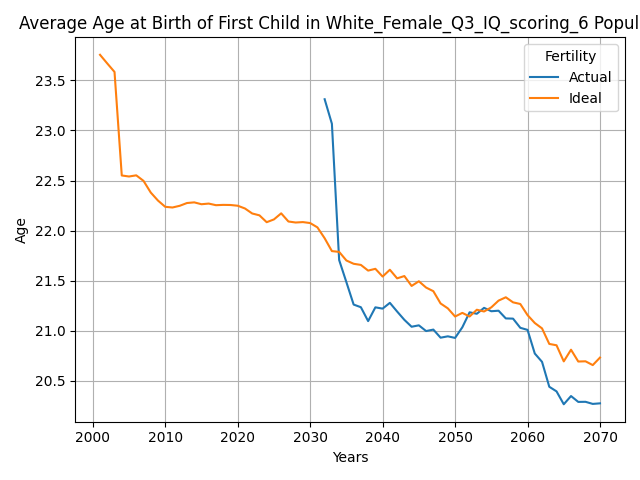 Average Age at Birth of First Child in White_Female_Q3_IQ_scoring_6 Popul
Fertility
Actual
Ideal
23.5
23.0
22.5
22.0
21.5
21.0
20.5
Age
2000 2010 2020 2030 2040 2050 2060 2070
Years